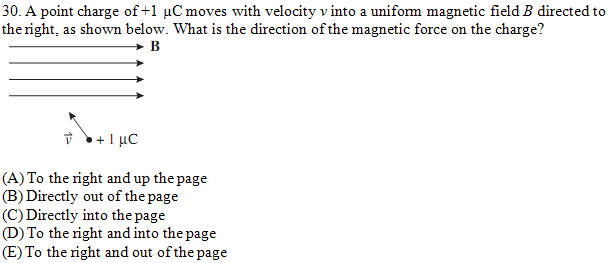 30. A point charge of +1 μC moves with velocity v into a uniform magnetic field B directed to
the right, as shown below. What is the direction of the magnetic force on the charge?
B
v⃗ + 1 μC
(A) To the right and up the page
(B) Directly out of the page
(C) Directly into the page
(D) To the right and into the page
(E) To the right and out of the page